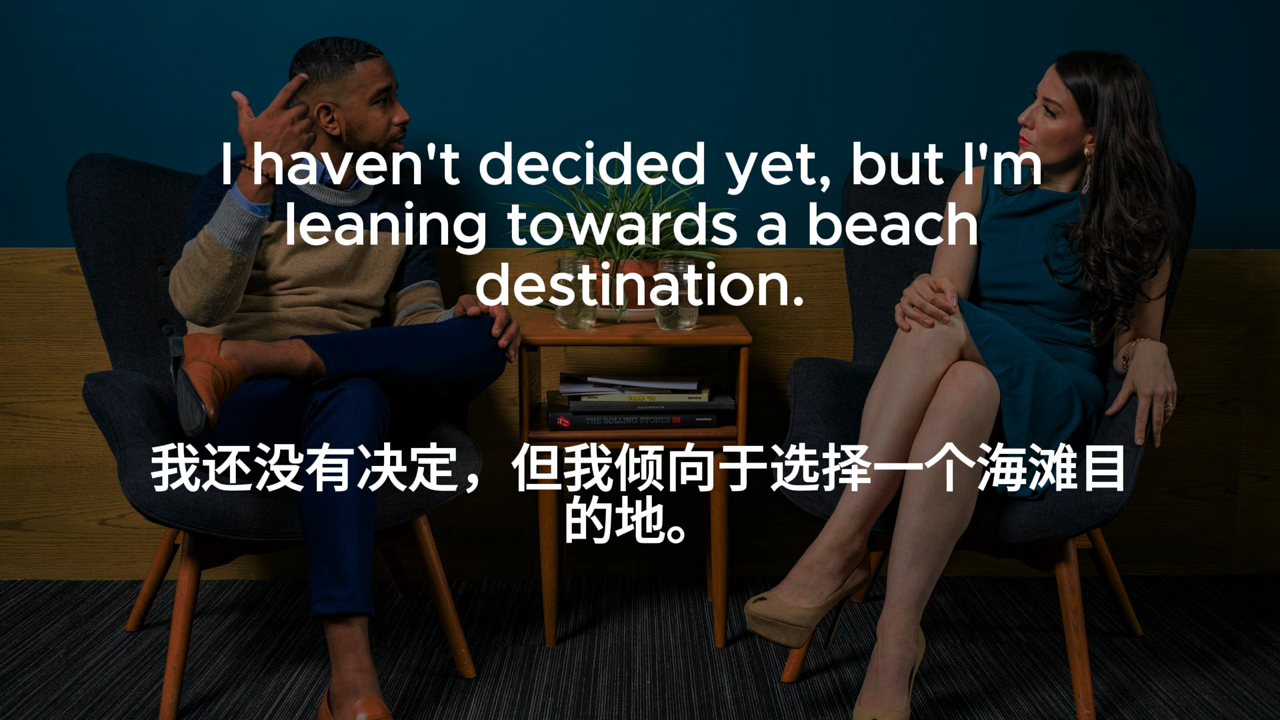 I haven't decided yet, but I'm
leaning towards a beach
destination.
THE ROLLING STONES
我还没有决定，但我倾向于选择一个海滩目
的地。